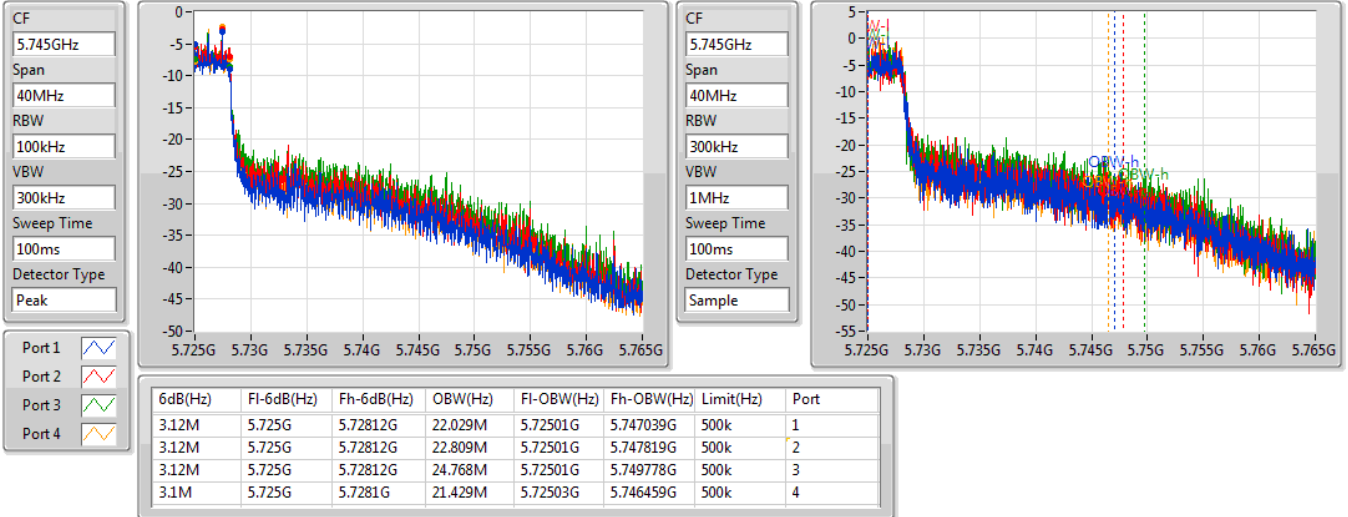 CF
5.745GHz
Span
40MHz
RBW
100kHz
VBW
300kHz
Sweep Time
100ms
Detector Type
Peak
0
-5
-10
-15
-20
-25
-30
-35
-40
-45
-50
5.725G 5.73G 5.735G 5.74G 5.745G 5.75G 5.755G 5.76G 5.765G
CF
5.745GHz
Span
40MHz
RBW
300kHz
VBW
1MHz
Sweep Time
100ms
Detector Type
Sample
5
0
-5
-10
-15
-20
-25
-30
-35
-40
-45
-50
-55
OBW-h
OBW-h
5.725G 5.73G 5.735G 5.74G 5.745G 5.75G 5.755G 5.76G 5.765G
Port 1
Port 2
Port 3
Port 4
6dB(Hz) Fl-6dB(Hz) Fh-6dB(Hz) OBW(Hz) Fl-OBW(Hz) Fh-OBW(Hz) Limit(Hz) Port
3.12M 5.725G 5.72812G 22.029M 5.72501G 5.747039G 500k 1
3.12M 5.725G 5.72812G 22.809M 5.72501G 5.747819G 500k 2
3.12M 5.725G 5.72812G 24.768M 5.72501G 5.749778G 500k 3
3.1M 5.725G 5.7281G 21.429M 5.72503G 5.746459G 500k 4